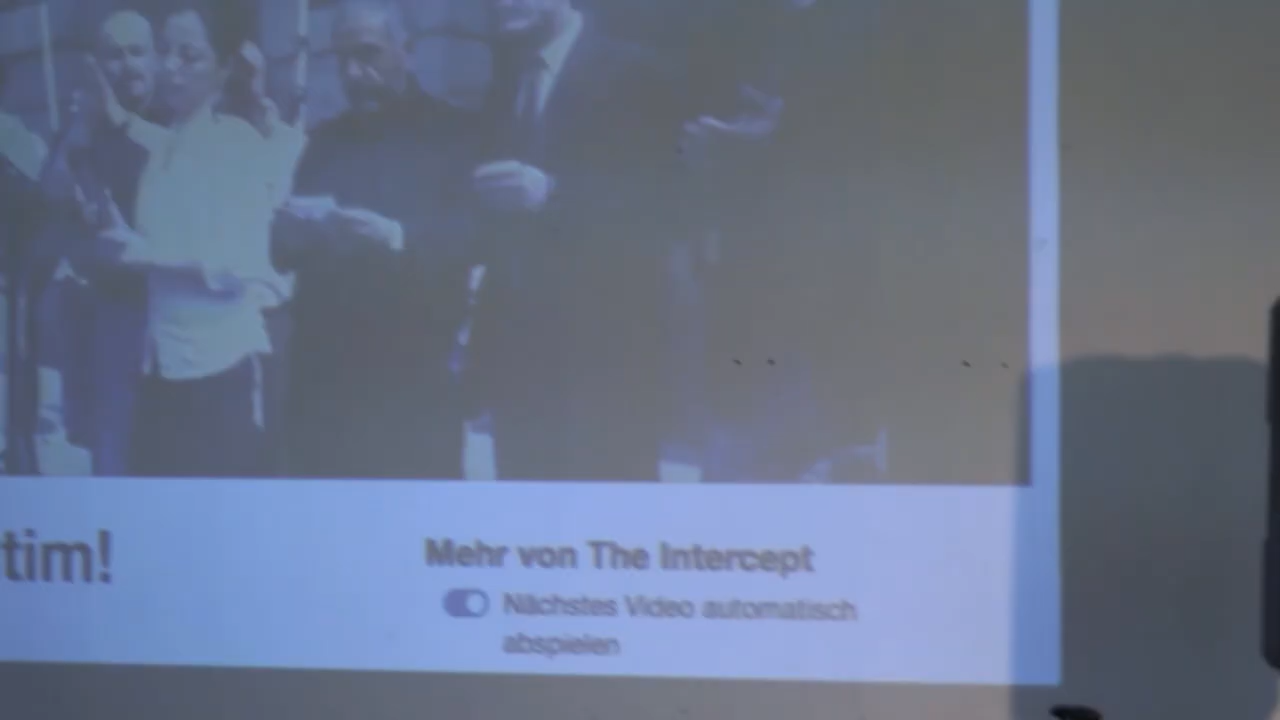 tim!
Mehr von The Intercept
Nächstes Video automatisch
abspielen